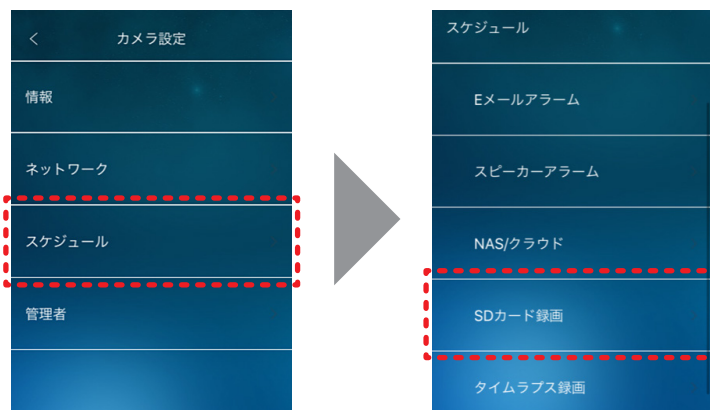 カメラ設定
情報
ネットワーク
スケジュール
管理者
スケジュール
Eメールアラーム
スピーカーアラーム
NAS/クラウド
SDカード録画
タイムラプス録画